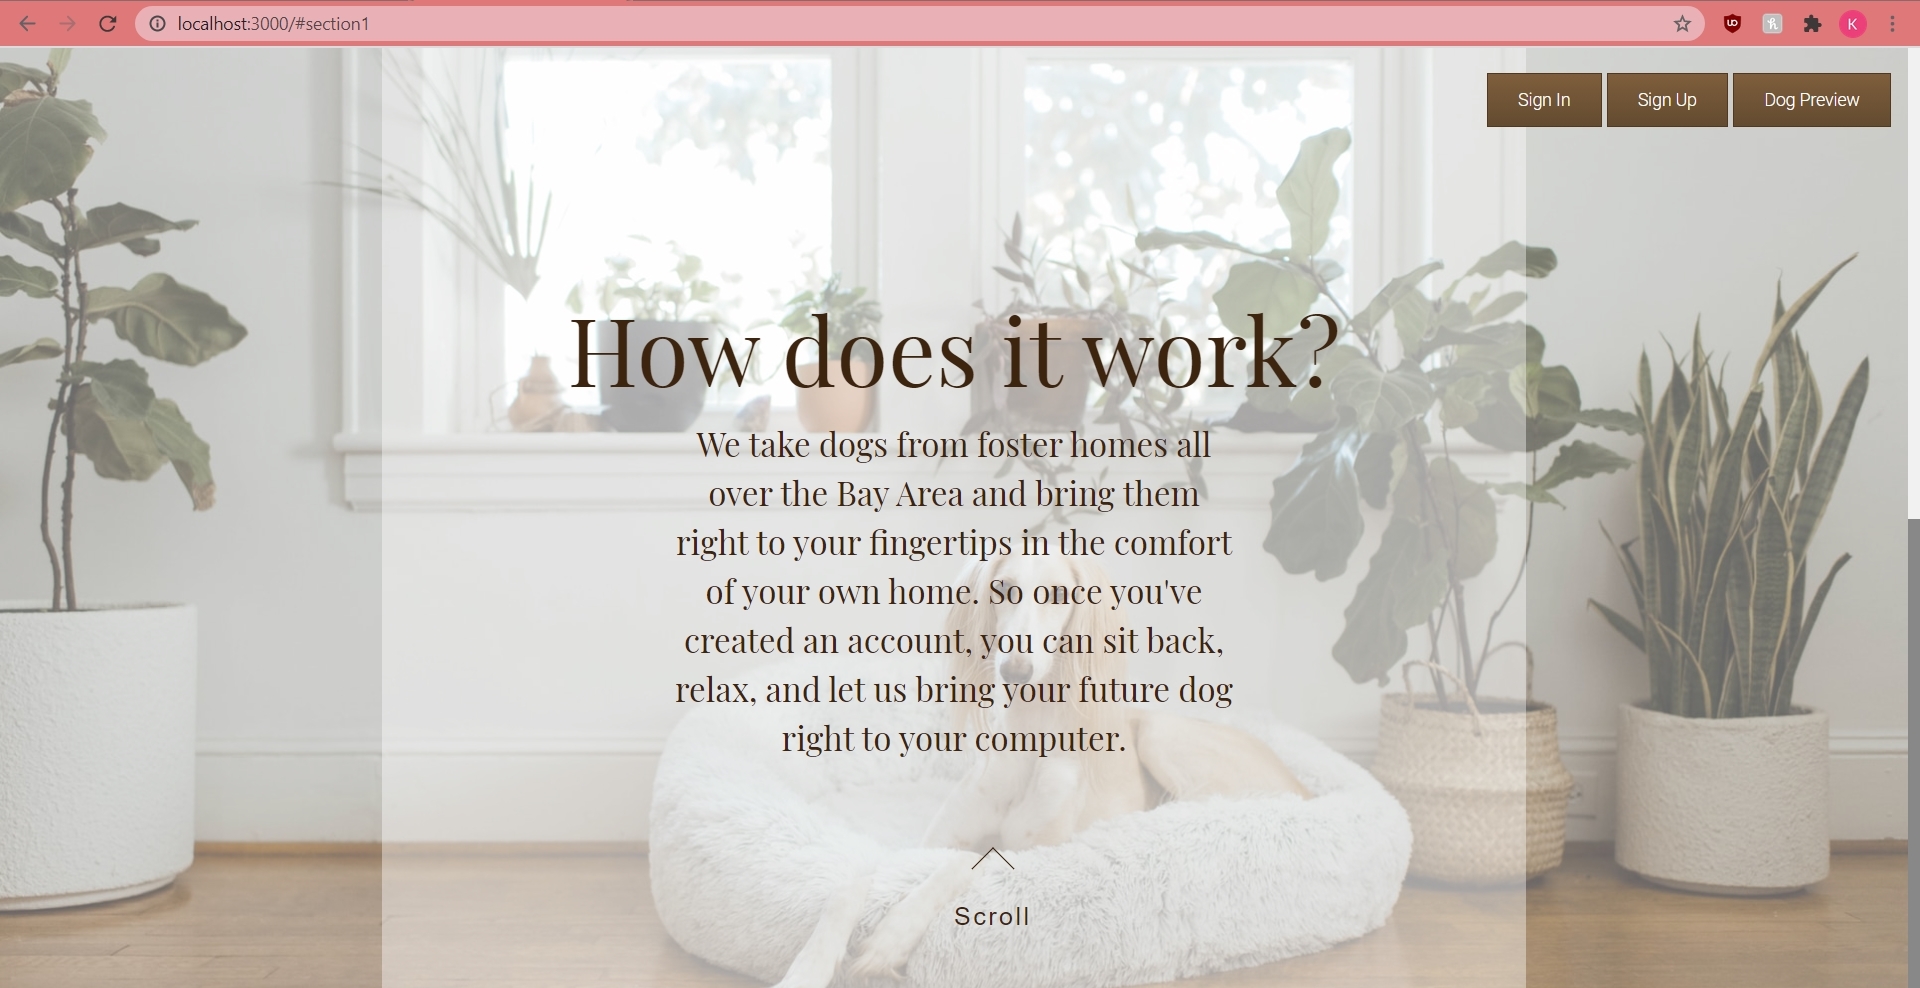 localhost:3000/#section1
K
Sign In
Sign Up
Dog Preview
How does it work?
We take dogs from foster homes all
over the Bay Area and bring them
right to your fingertips in the comfort
of your own home. So once you've
created an account, you can sit back,
relax, and let us bring your future dog
right to your computer.
Scroll